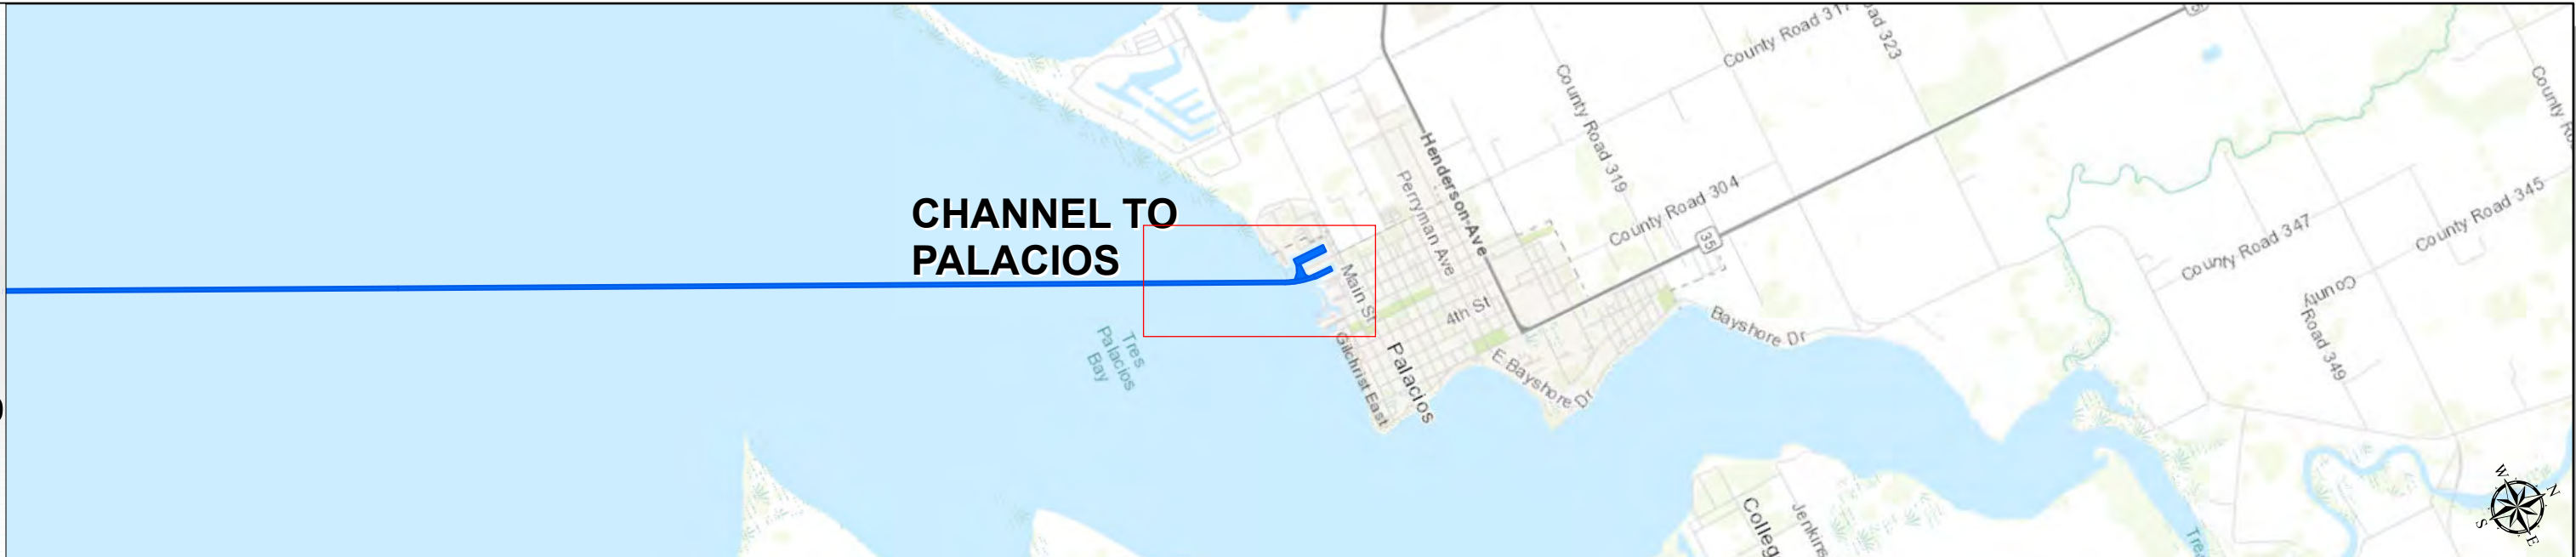 CHANNEL TO
PALACIOS
Tres
Palacios
Bay
Main St
Gilchrist East
Palacios
4th St
Perryman Ave
Henderson-Ave
E Bayshore Dr
Bayshore Dr
County Road 319
County Road 304
35
County Road 317
County Road 347
County Road 345
County
Road 349
Jenkins
W
N
S
E